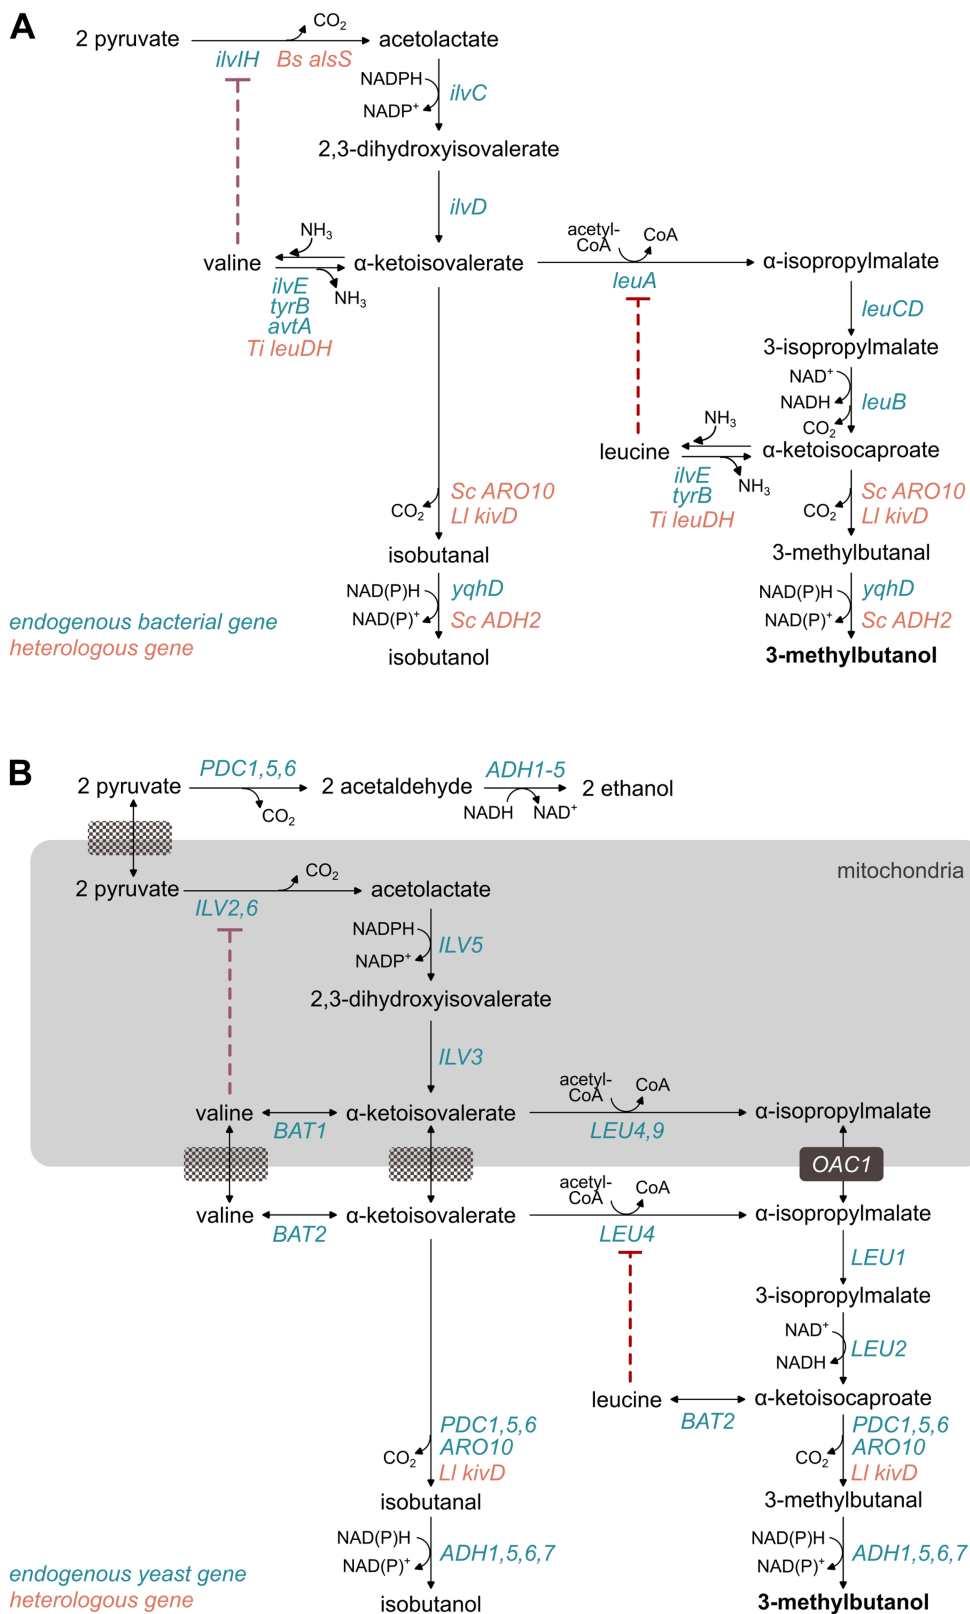 A
2 pyruvate
CO2
acetolactate
ilvIH
Bs alsS
NADPH
NADP+
ilvC
2,3-dihydroxyisovalerate
ilvD
NH3
valine
α-ketoisovalerate
acetyl-
CoA
CoA
α-isopropylmalate
ilvE
tyrB
avtA
Ti leuDH
NH3
leuA
leuCD
3-isopropylmalate
NAD+
NADH
CO2
leuB
NH3
leucine
α-ketoisocaproate
ilvE
tyrB
Ti leuDH
NH3
CO2
Sc ARO10
Ll kivD
CO2
Sc ARO10
Ll kivD
isobutanal
3-methylbutanal
NAD(P)H
NAD(P)+
yqhD
Sc ADH2
NAD(P)H
NAD(P)+
yqhD
Sc ADH2
isobutanol
3-methylbutanol
endogenous bacterial gene
heterologous gene
B
2 pyruvate
PDC1,5,6
CO2
2 acetaldehyde
ADH1-5
NADH
NAD+
2 ethanol
mitochondria
2 pyruvate
CO2
acetolactate
ILV2,6
NADPH
NADP+
ILV5
2,3-dihydroxyisovalerate
ILV3
valine
BAT1
α-ketoisovalerate
acetyl-
CoA
CoA
LEU4,9
α-isopropylmalate
OAC1
valine
BAT2
α-ketoisovalerate
acetyl-
CoA
CoA
LEU4
α-isopropylmalate
LEU1
3-isopropylmalate
NAD+
NADH
LEU2
leucine
BAT2
α-ketoisocaproate
CO2
PDC1,5,6
ARO10
Ll kivD
CO2
PDC1,5,6
ARO10
Ll kivD
isobutanal
3-methylbutanal
NAD(P)H
NAD(P)+
ADH1,5,6,7
NAD(P)H
NAD(P)+
ADH1,5,6,7
isobutanol
3-methylbutanol
endogenous yeast gene
heterologous gene